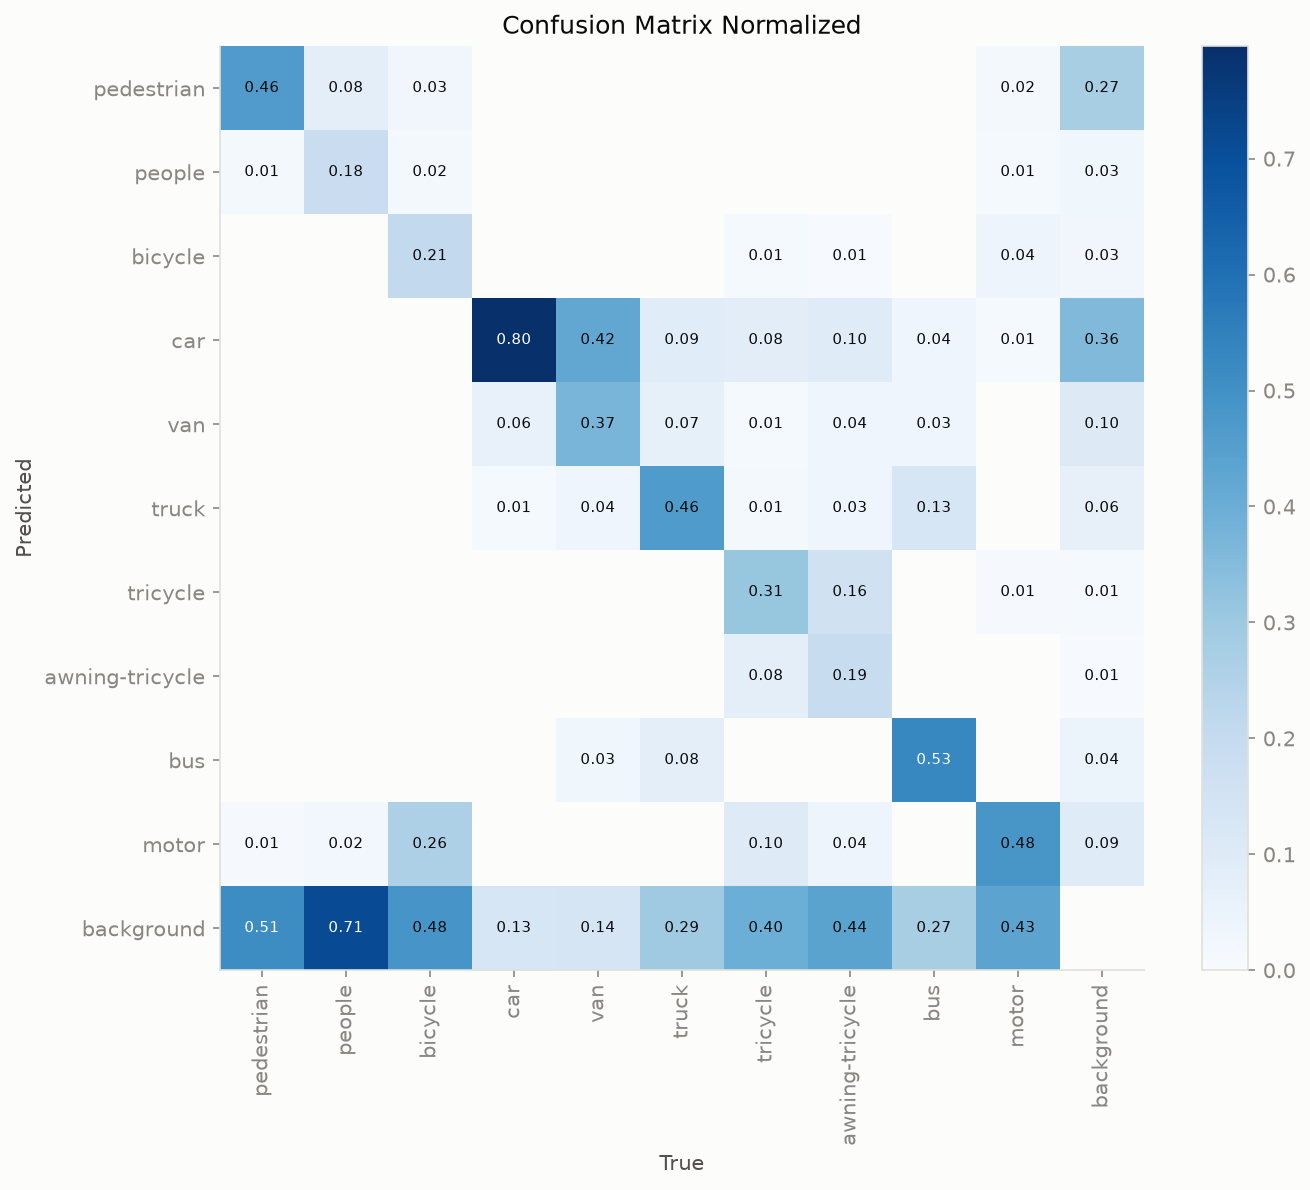 Confusion Matrix Normalized
pedestrian 0.46 0.08 0.03 0.02 0.27
people 0.01 0.18 0.02 0.01 0.03
bicycle 0.21 0.01 0.01 0.04 0.03
car 0.80 0.42 0.09 0.08 0.10 0.04 0.01 0.36
van 0.06 0.37 0.07 0.01 0.04 0.03 0.10
truck 0.01 0.04 0.46 0.01 0.03 0.13 0.06
tricycle 0.31 0.16 0.01 0.01
awning-tricycle 0.08 0.19 0.01
bus 0.03 0.08 0.53 0.04
motor 0.01 0.02 0.26 0.10 0.04 0.48 0.09
background 0.51 0.71 0.48 0.13 0.14 0.29 0.40 0.44 0.27 0.43
Predicted
pedestrian
people
bicycle
car
van
truck
tricycle
awning-tricycle
bus
motor
background
True
0.7
0.6
0.5
0.4
0.3
0.2
0.1
0.0